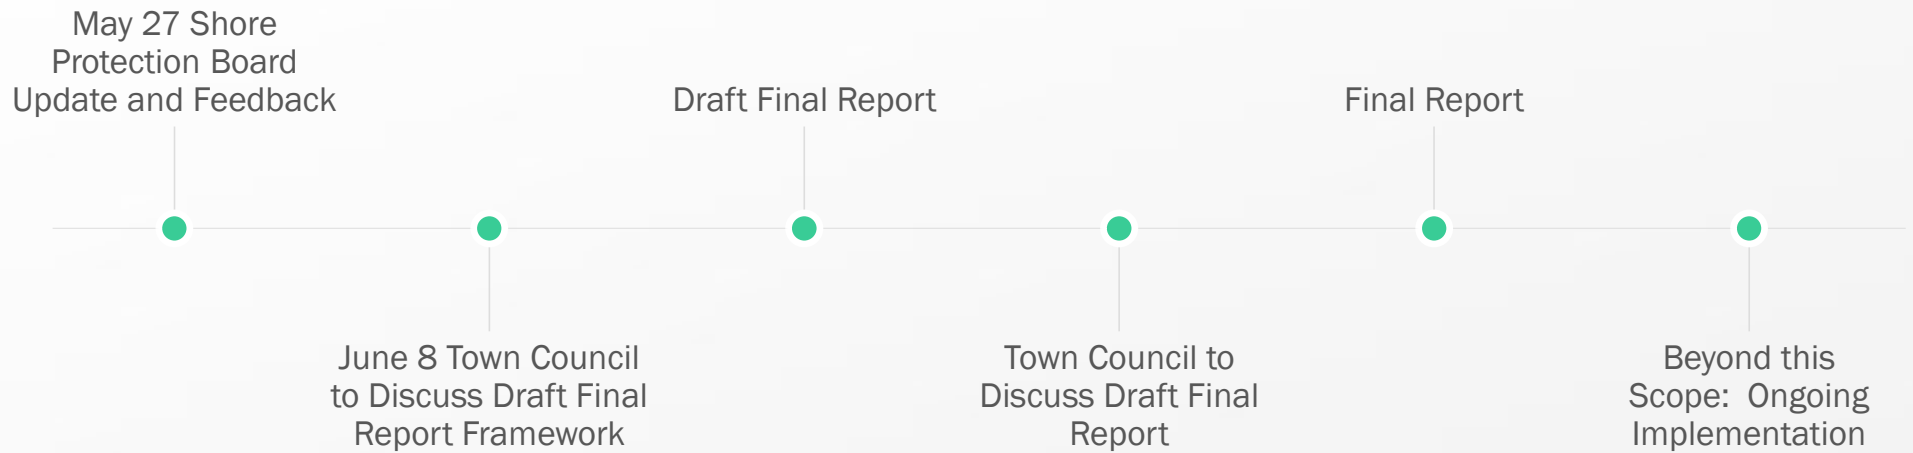 May 27 Shore
Protection Board
Update and Feedback
June 8 Town Council
to Discuss Draft Final
Report Framework
Draft Final Report
Town Council to
Discuss Draft Final
Report
Final Report
Beyond this
Scope:  Ongoing
Implementation